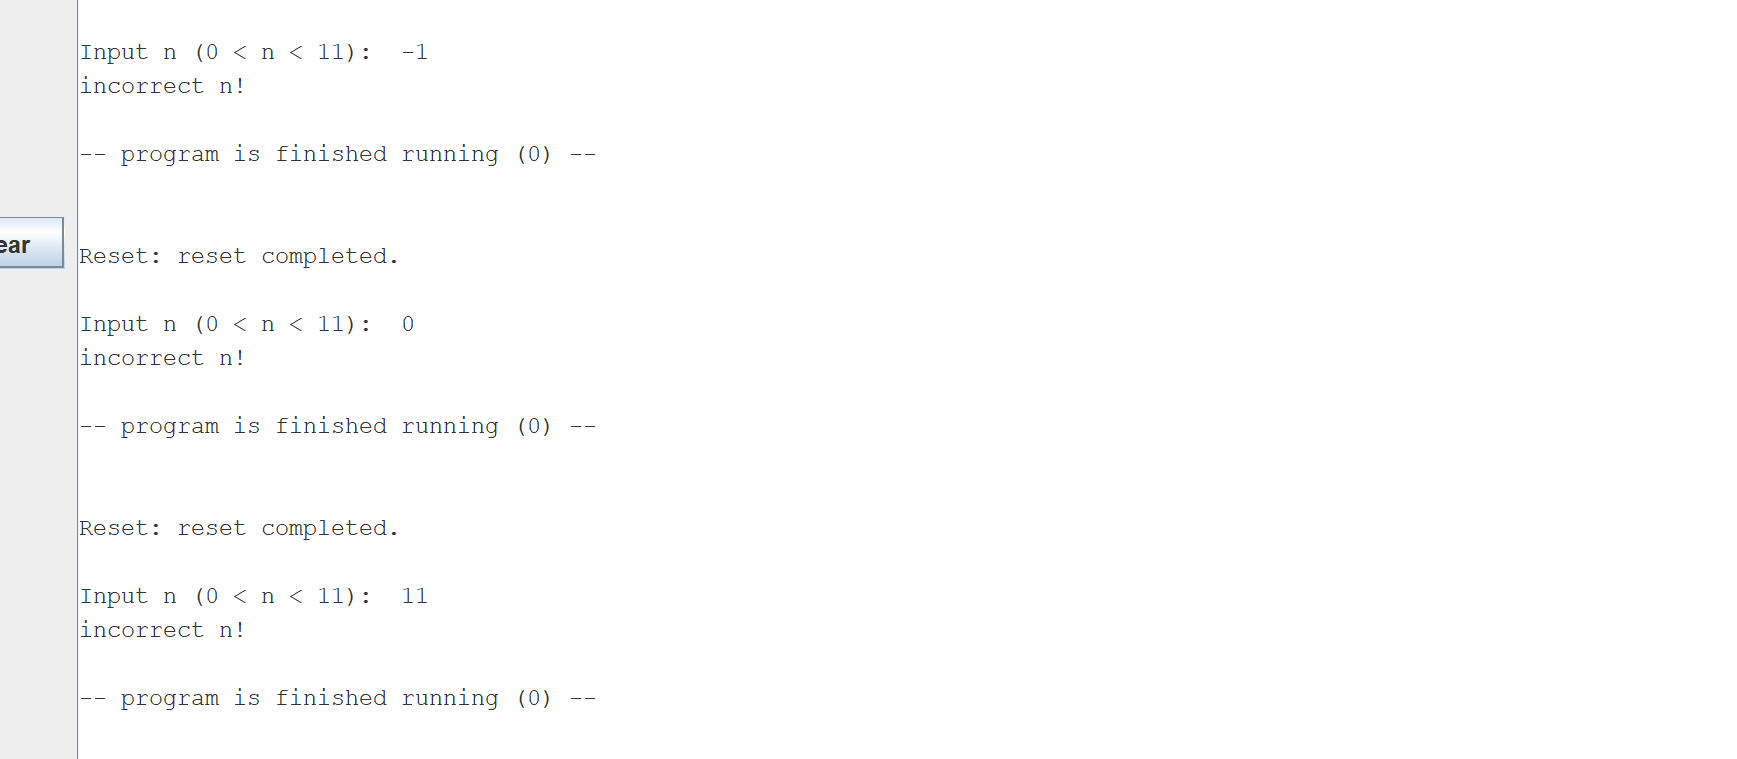 Input n (0 < n < 11):  -1
incorrect n!
-- program is finished running (0) --
ear
Reset: reset completed.
Input n (0 < n < 11):  0
incorrect n!
-- program is finished running (0) --
Reset: reset completed.
Input n (0 < n < 11):  11
incorrect n!
-- program is finished running (0) --